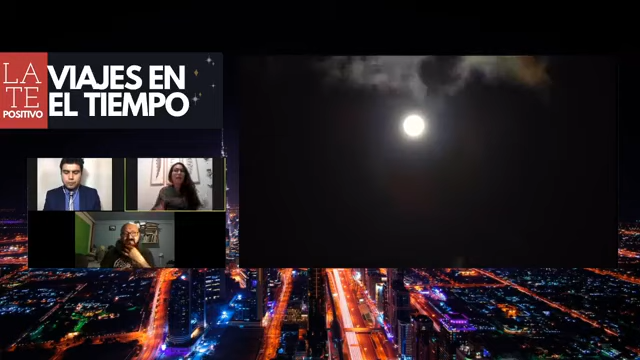 LA
TE
POSITIVO
VIAJES EN
EL TIEMPO